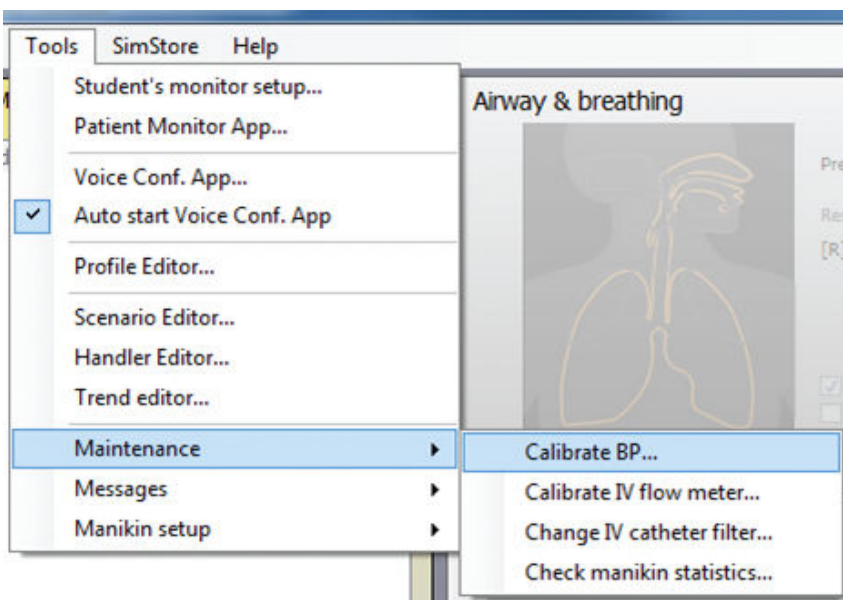 Tools SimStore Help
Student's monitor setup...
Patient Monitor App...
Voice Conf. App...
Auto start Voice Conf. App
Profile Editor...
Scenario Editor...
Handler Editor...
Trend editor...
Maintenance
Messages
Manikin setup
Airway & breathing
[R]
Calibrate BP...
Calibrate IV flow meter...
Change IV catheter filter...
Check manikin statistics...